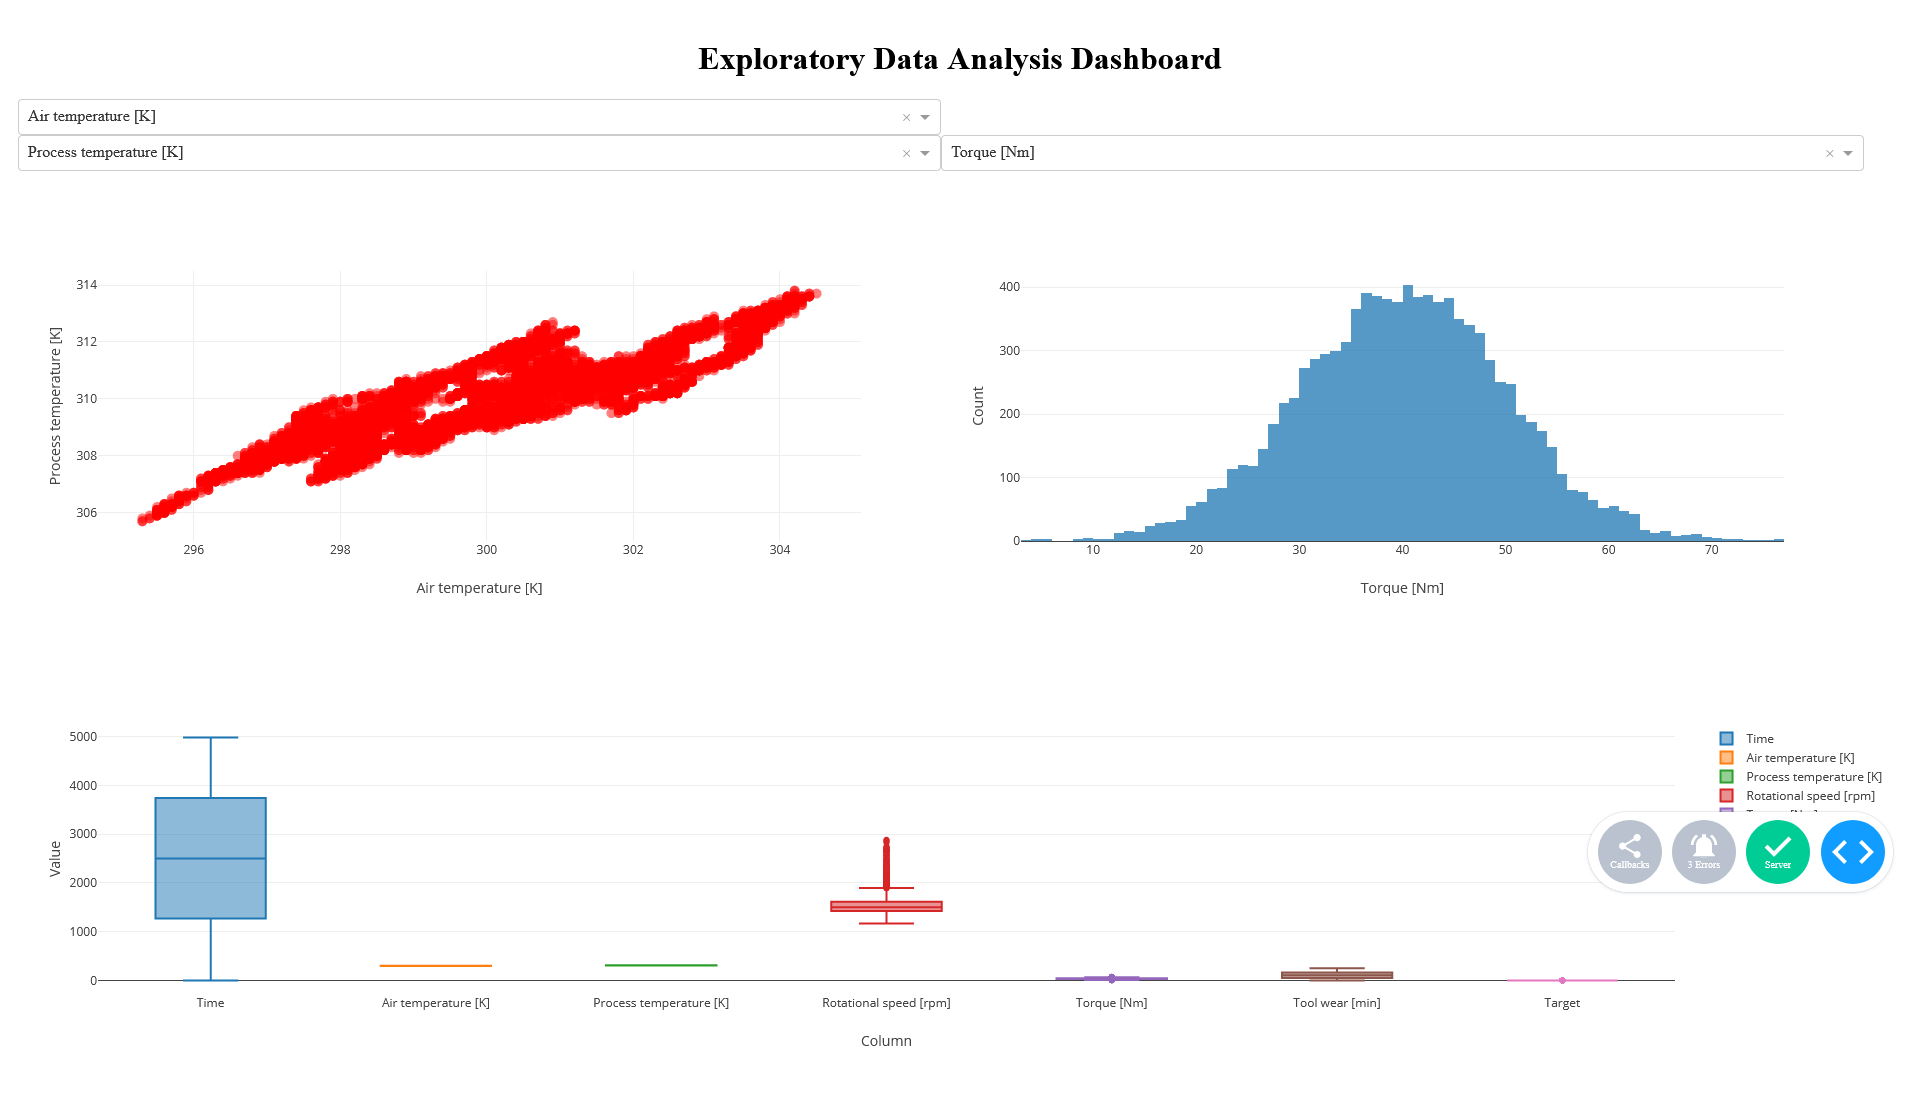 Exploratory Data Analysis Dashboard
Air temperature [K]
Process temperature [K]
Torque [Nm]
Process temperature [K]
314
312
310
308
306
296 298 300 302 304
Air temperature [K]
Count
400
300
200
100
0
10 20 30 40 50 60 70
Torque [Nm]
Value
5000
4000
3000
2000
1000
0
Time Air temperature [K] Process temperature [K] Rotational speed [rpm] Torque [Nm] Tool wear [min] Target
Column
Time
Air temperature [K]
Process temperature [K]
Rotational speed [rpm]
Callbacks
3 Errors
Server